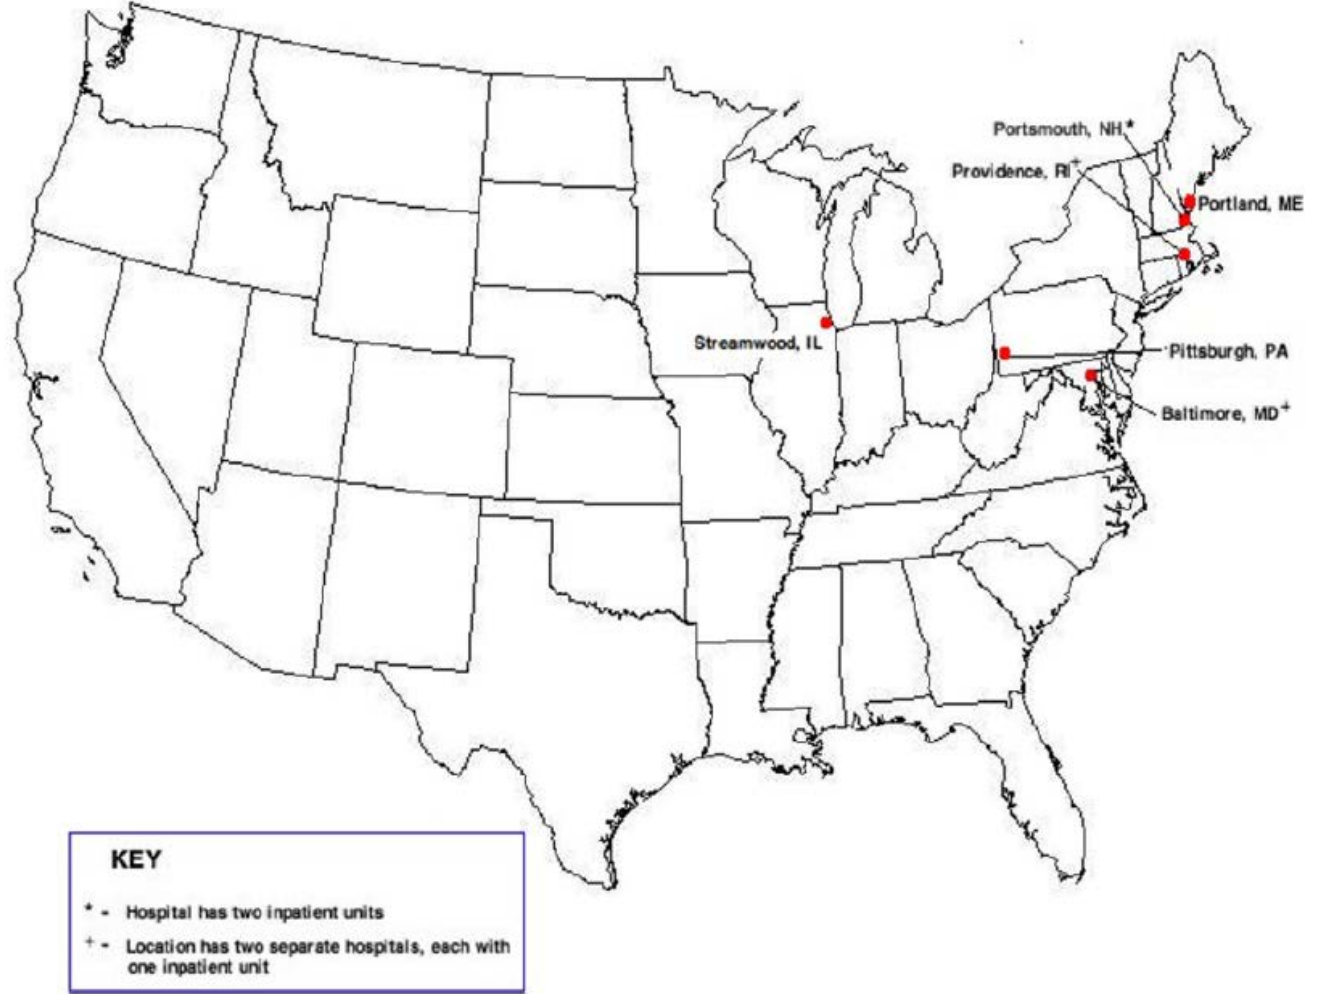 Portsmouth, NH*
Providence, RI+
Portland, ME
Streamwood, IL
Pittsburgh, PA
Baltimore, MD+
KEY
* - Hospital has two inpatient units
+ - Location has two separate hospitals, each with
one inpatient unit